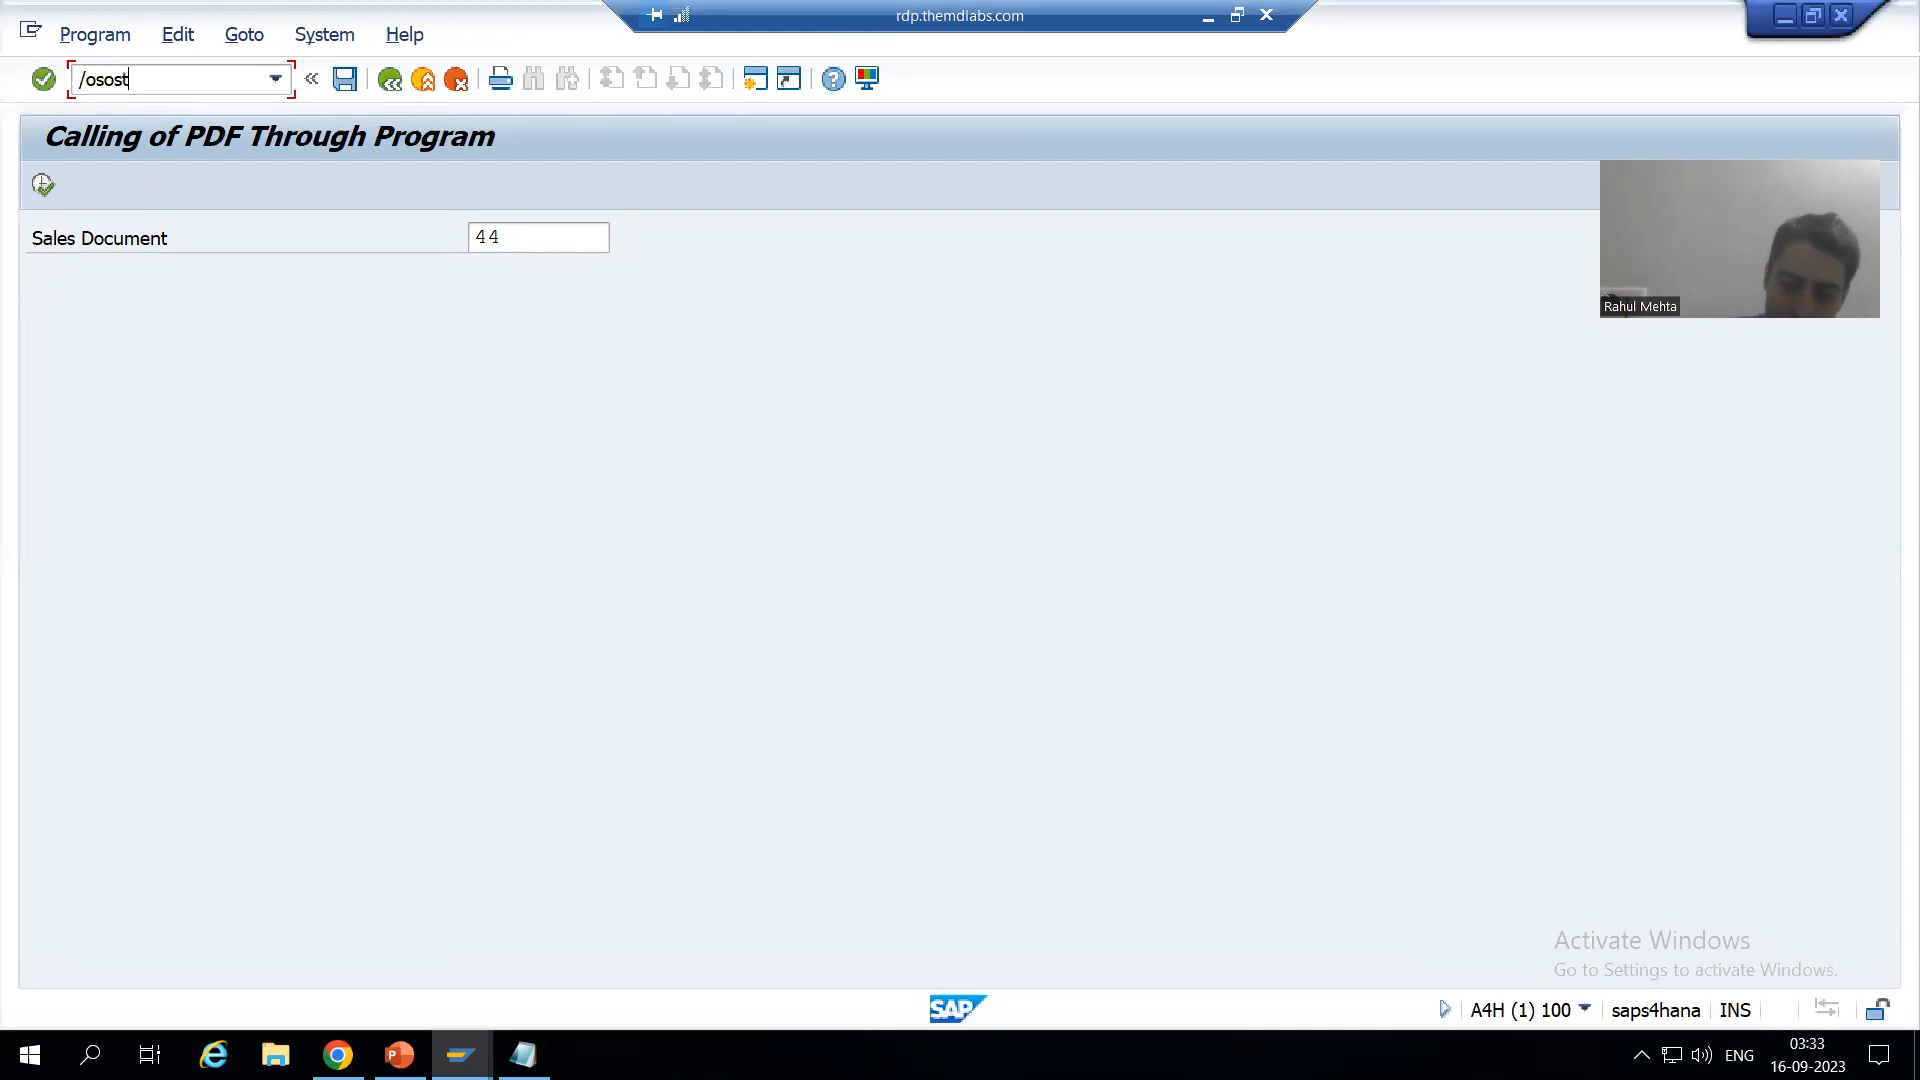 rdp.themdlabs.com
Program Edit Goto System Help
/osost
Calling of PDF Through Program
Sales Document 44
Rahul Mehta
Activate Windows
Go to Settings to activate Windows.
SAP
A4H (1) 100 saps4hana INS
03:33
ENG
16-09-2023